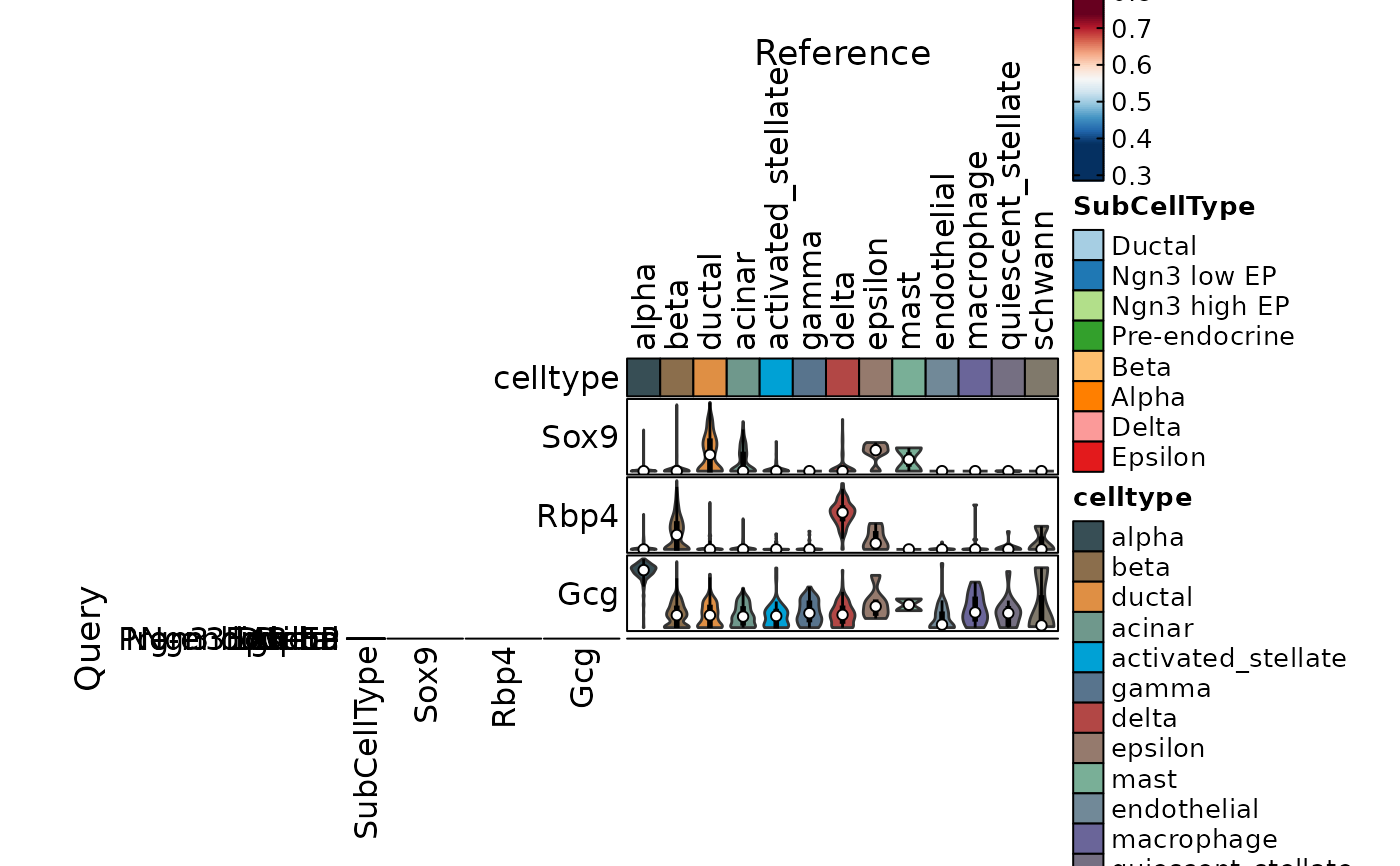 Reference
alpha
beta
ductal
acinar
activated_stellate
gamma
delta
epsilon
mast
endothelial
macrophage
quiescent_stellate
schwann
celltype
Sox9
Rbp4
Gcg
Query
SubCellType
Sox9
Rbp4
Gcg
0.7
0.6
0.5
0.4
0.3
SubCellType
Ductal
Ngn3 low EP
Ngn3 high EP
Pre-endocrine
Beta
Alpha
Delta
Epsilon
celltype
alpha
beta
ductal
acinar
activated_stellate
gamma
delta
epsilon
mast
endothelial
macrophage